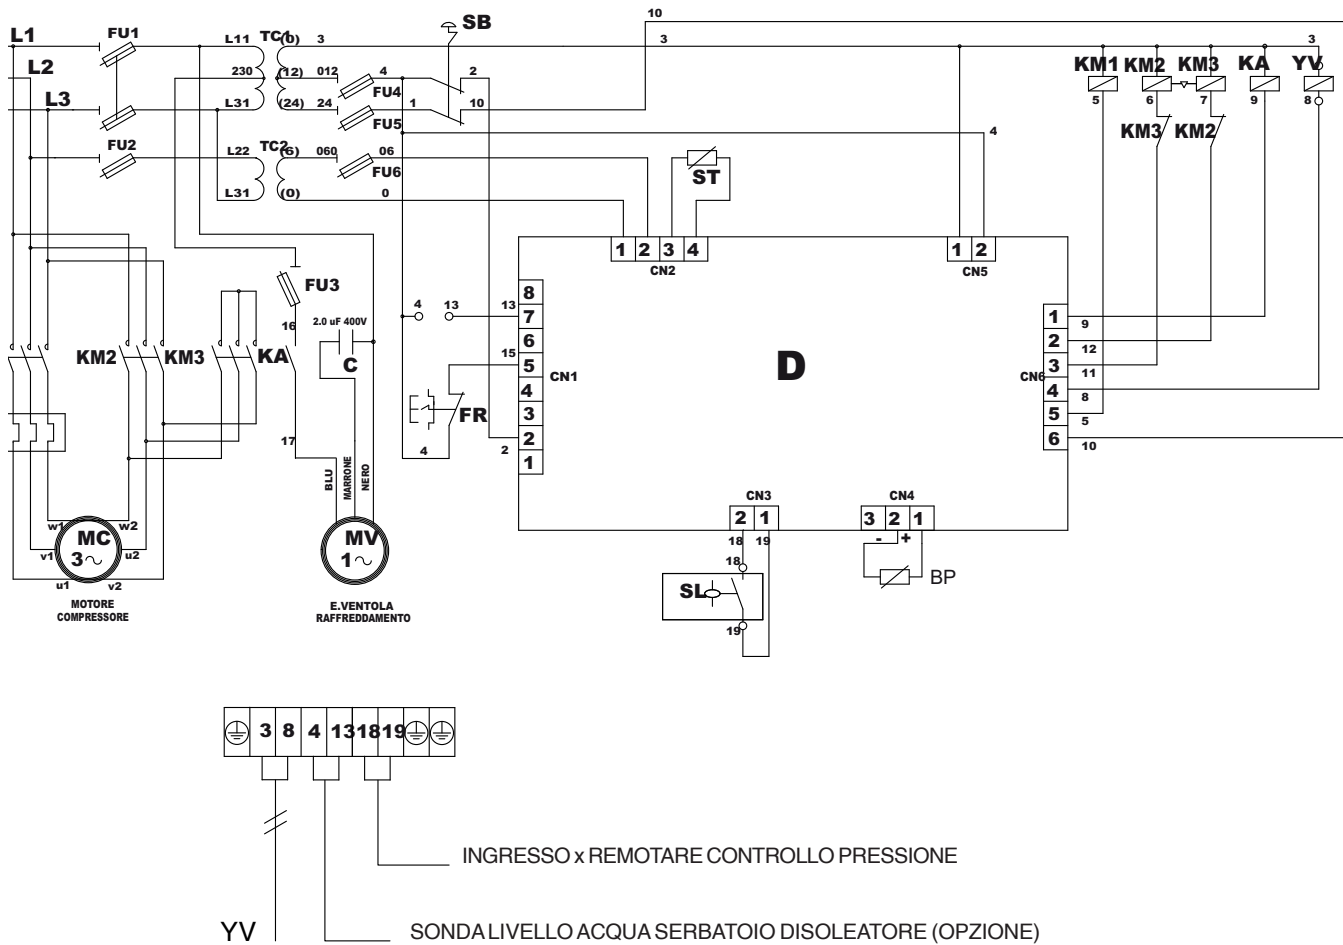 10
L1 FU1 L11 TC1 (0) 3 SB 3 3
L2 230 (12) 012 4 FU4 2 KM1 KM2 KM3 KA YV
L3 L31 (24) 24 1 FU5 10 5 6 7 9 8
FU2 L22 TC2 (6) 060 06 FU6 ST 4 KM3 KM2
L31 (0) 0
1 2 3 4
CN2
1 2
CN5
FU3
16
2.0 uF 400V
C
KM2 KM3 KA
17
BLU
MARRONE
NERO
4 13 13
15
FR
4 2
8
7
6
5
4
3
2
1
CN1
D
CN6
1 9
2 12
3 11
4 8
5 5
6 10
CN3
2 1
18 19
18
SL
19
CN4
3 2 1
- +
BP
w1 w2
v1 u2
u1 v2
MC
3~
MOTORE
COMPRESSORE
MV
1~
E.VENTOLA
RAFFREDDAMENTO
3 8 4 13 18 19
INGRESSO x REMOTARE CONTROLLO PRESSIONE
YV SONDA LIVELLO ACQUA SERBATOIO DISOLEATORE (OPZIONE)